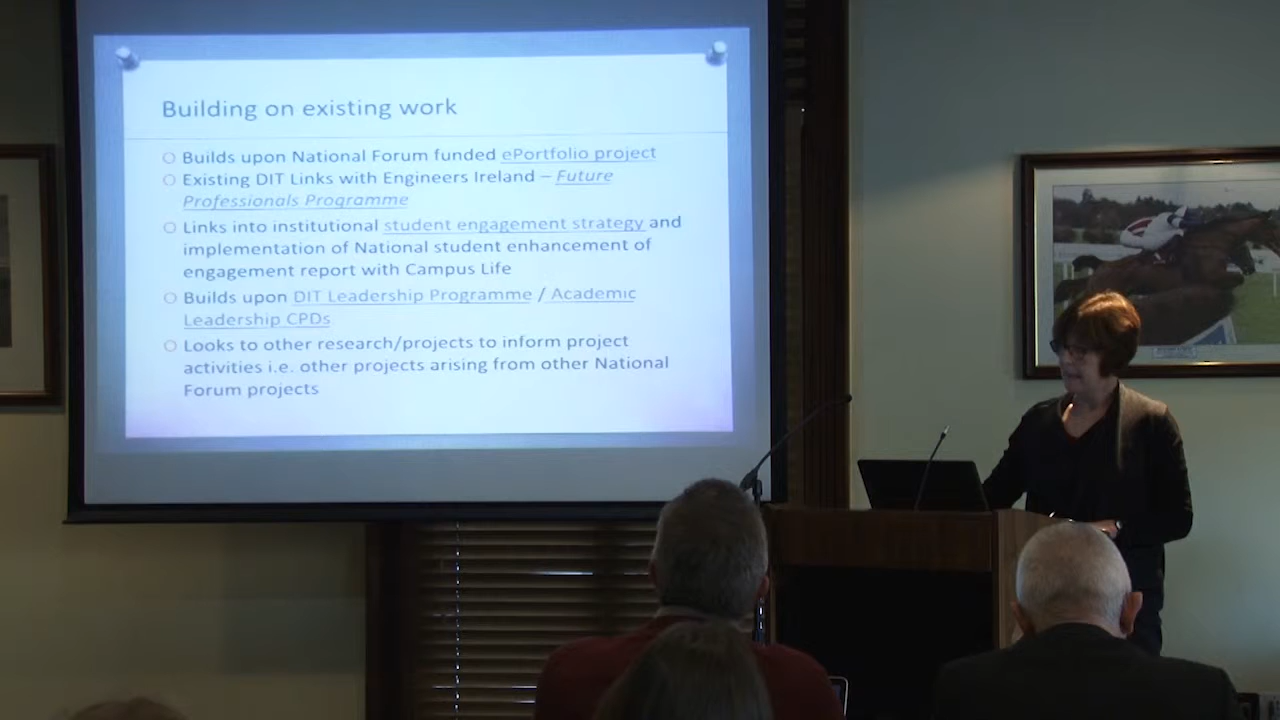 Building on existing work
Builds upon National Forum funded ePortfolio project
Existing DIT Links with Engineers Ireland – Future
Professionals Programme
Links into institutional student engagement strategy and
implementation of National student enhancement of
engagement report with Campus Life
Builds upon DIT Leadership Programme / Academic
Leadership CPDs
Looks to other research/projects to inform project
activities i.e. other projects arising from other National
Forum projects